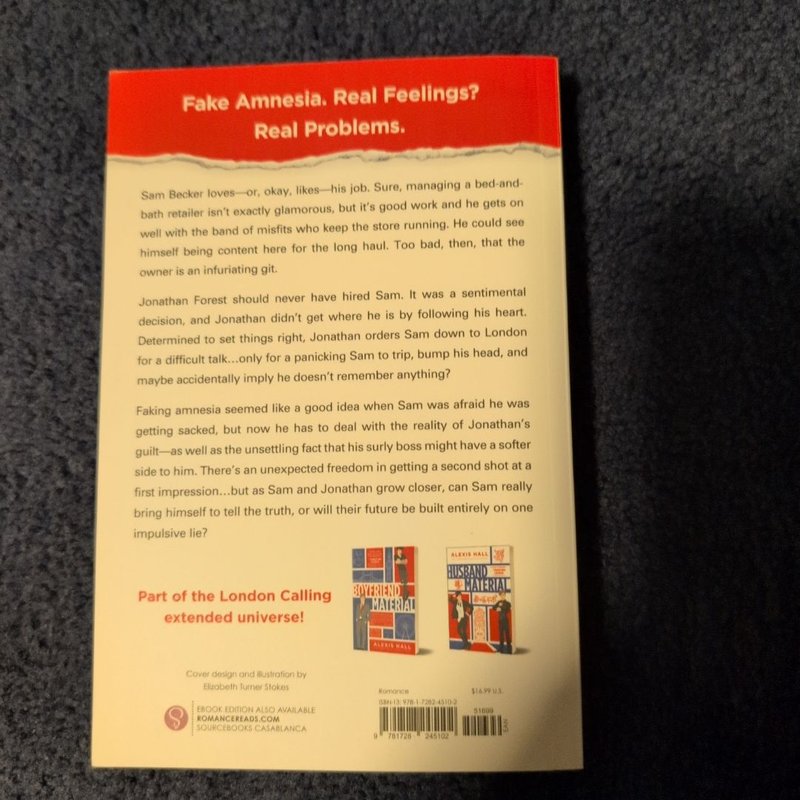 Fake Amnesia. Real Feelings?
Real Problems.
Sam Becker loves—or, okay, likes—his job. Sure, managing a bed-and-
bath retailer isn't exactly glamorous, but it's good work and he gets on
well with the band of misfits who keep the store running. He could see
himself being content here for the long haul. Too bad, then, that the
owner is an infuriating git.
Jonathan Forest should never have hired Sam. It was a sentimental
decision, and Jonathan didn't get where he is by following his heart.
Determined to set things right, Jonathan orders Sam down to London
for a difficult talk...only for a panicking Sam to trip, bump his head, and
maybe accidentally imply he doesn't remember anything?
Faking amnesia seemed like a good idea when Sam was afraid he was
getting sacked, but now he has to deal with the reality of Jonathan's
guilt—as well as the unsettling fact that his surly boss might have a softer
side to him. There's an unexpected freedom in getting a second shot at a
first impression...but as Sam and Jonathan grow closer, can Sam really
bring himself to tell the truth, or will their future be built entirely on one
impulsive lie?
Part of the London Calling
extended universe!
BOYFRIEND
MATERIAL
ALEXIS HALL
ALEXIS HALL
HUSBAND
MATERIAL
Cover design and illustration by
Elizabeth Turner Stokes
EBOOK EDITION ALSO AVAILABLE
ROMANCEREADS.COM
SOURCEBOOKS CASABLANCA
Romance
$16.99 U.S.
ISBN-13: 978-1-7282-4510-2
51699
9 781728 245102
EAN